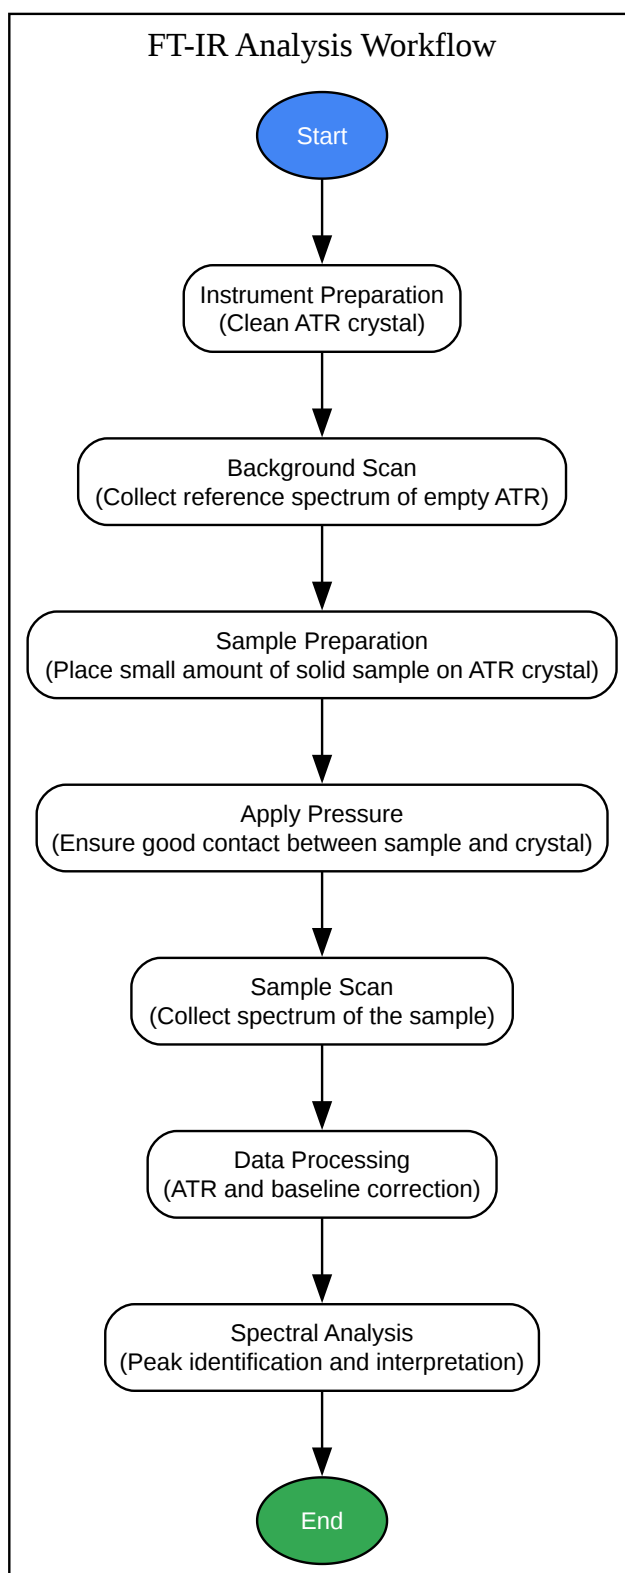 FT-IR Analysis Workflow
Start
Instrument Preparation
(Clean ATR crystal)
Background Scan
(Collect reference spectrum of empty ATR)
Sample Preparation
(Place small amount of solid sample on ATR crystal)
Apply Pressure
(Ensure good contact between sample and crystal)
Sample Scan
(Collect spectrum of the sample)
Data Processing
(ATR and baseline correction)
Spectral Analysis
(Peak identification and interpretation)
End